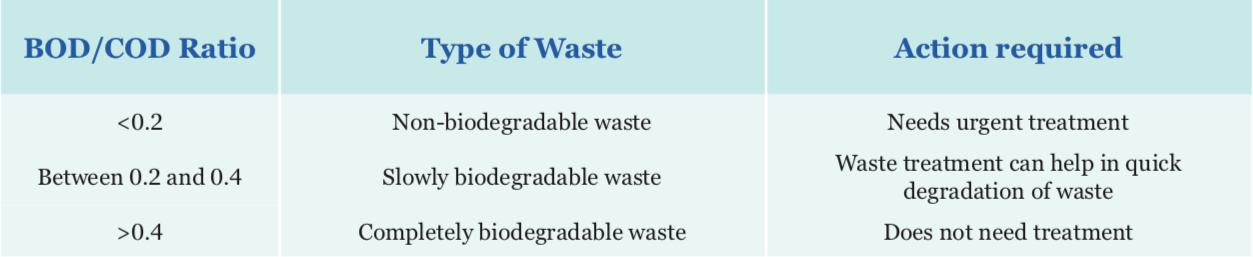 BOD/COD Ratio Type of Waste Action required
<0.2 Non-biodegradable waste Needs urgent treatment
Between 0.2 and 0.4 Slowly biodegradable waste Waste treatment can help in quick
degradation of waste
>0.4 Completely biodegradable waste Does not need treatment